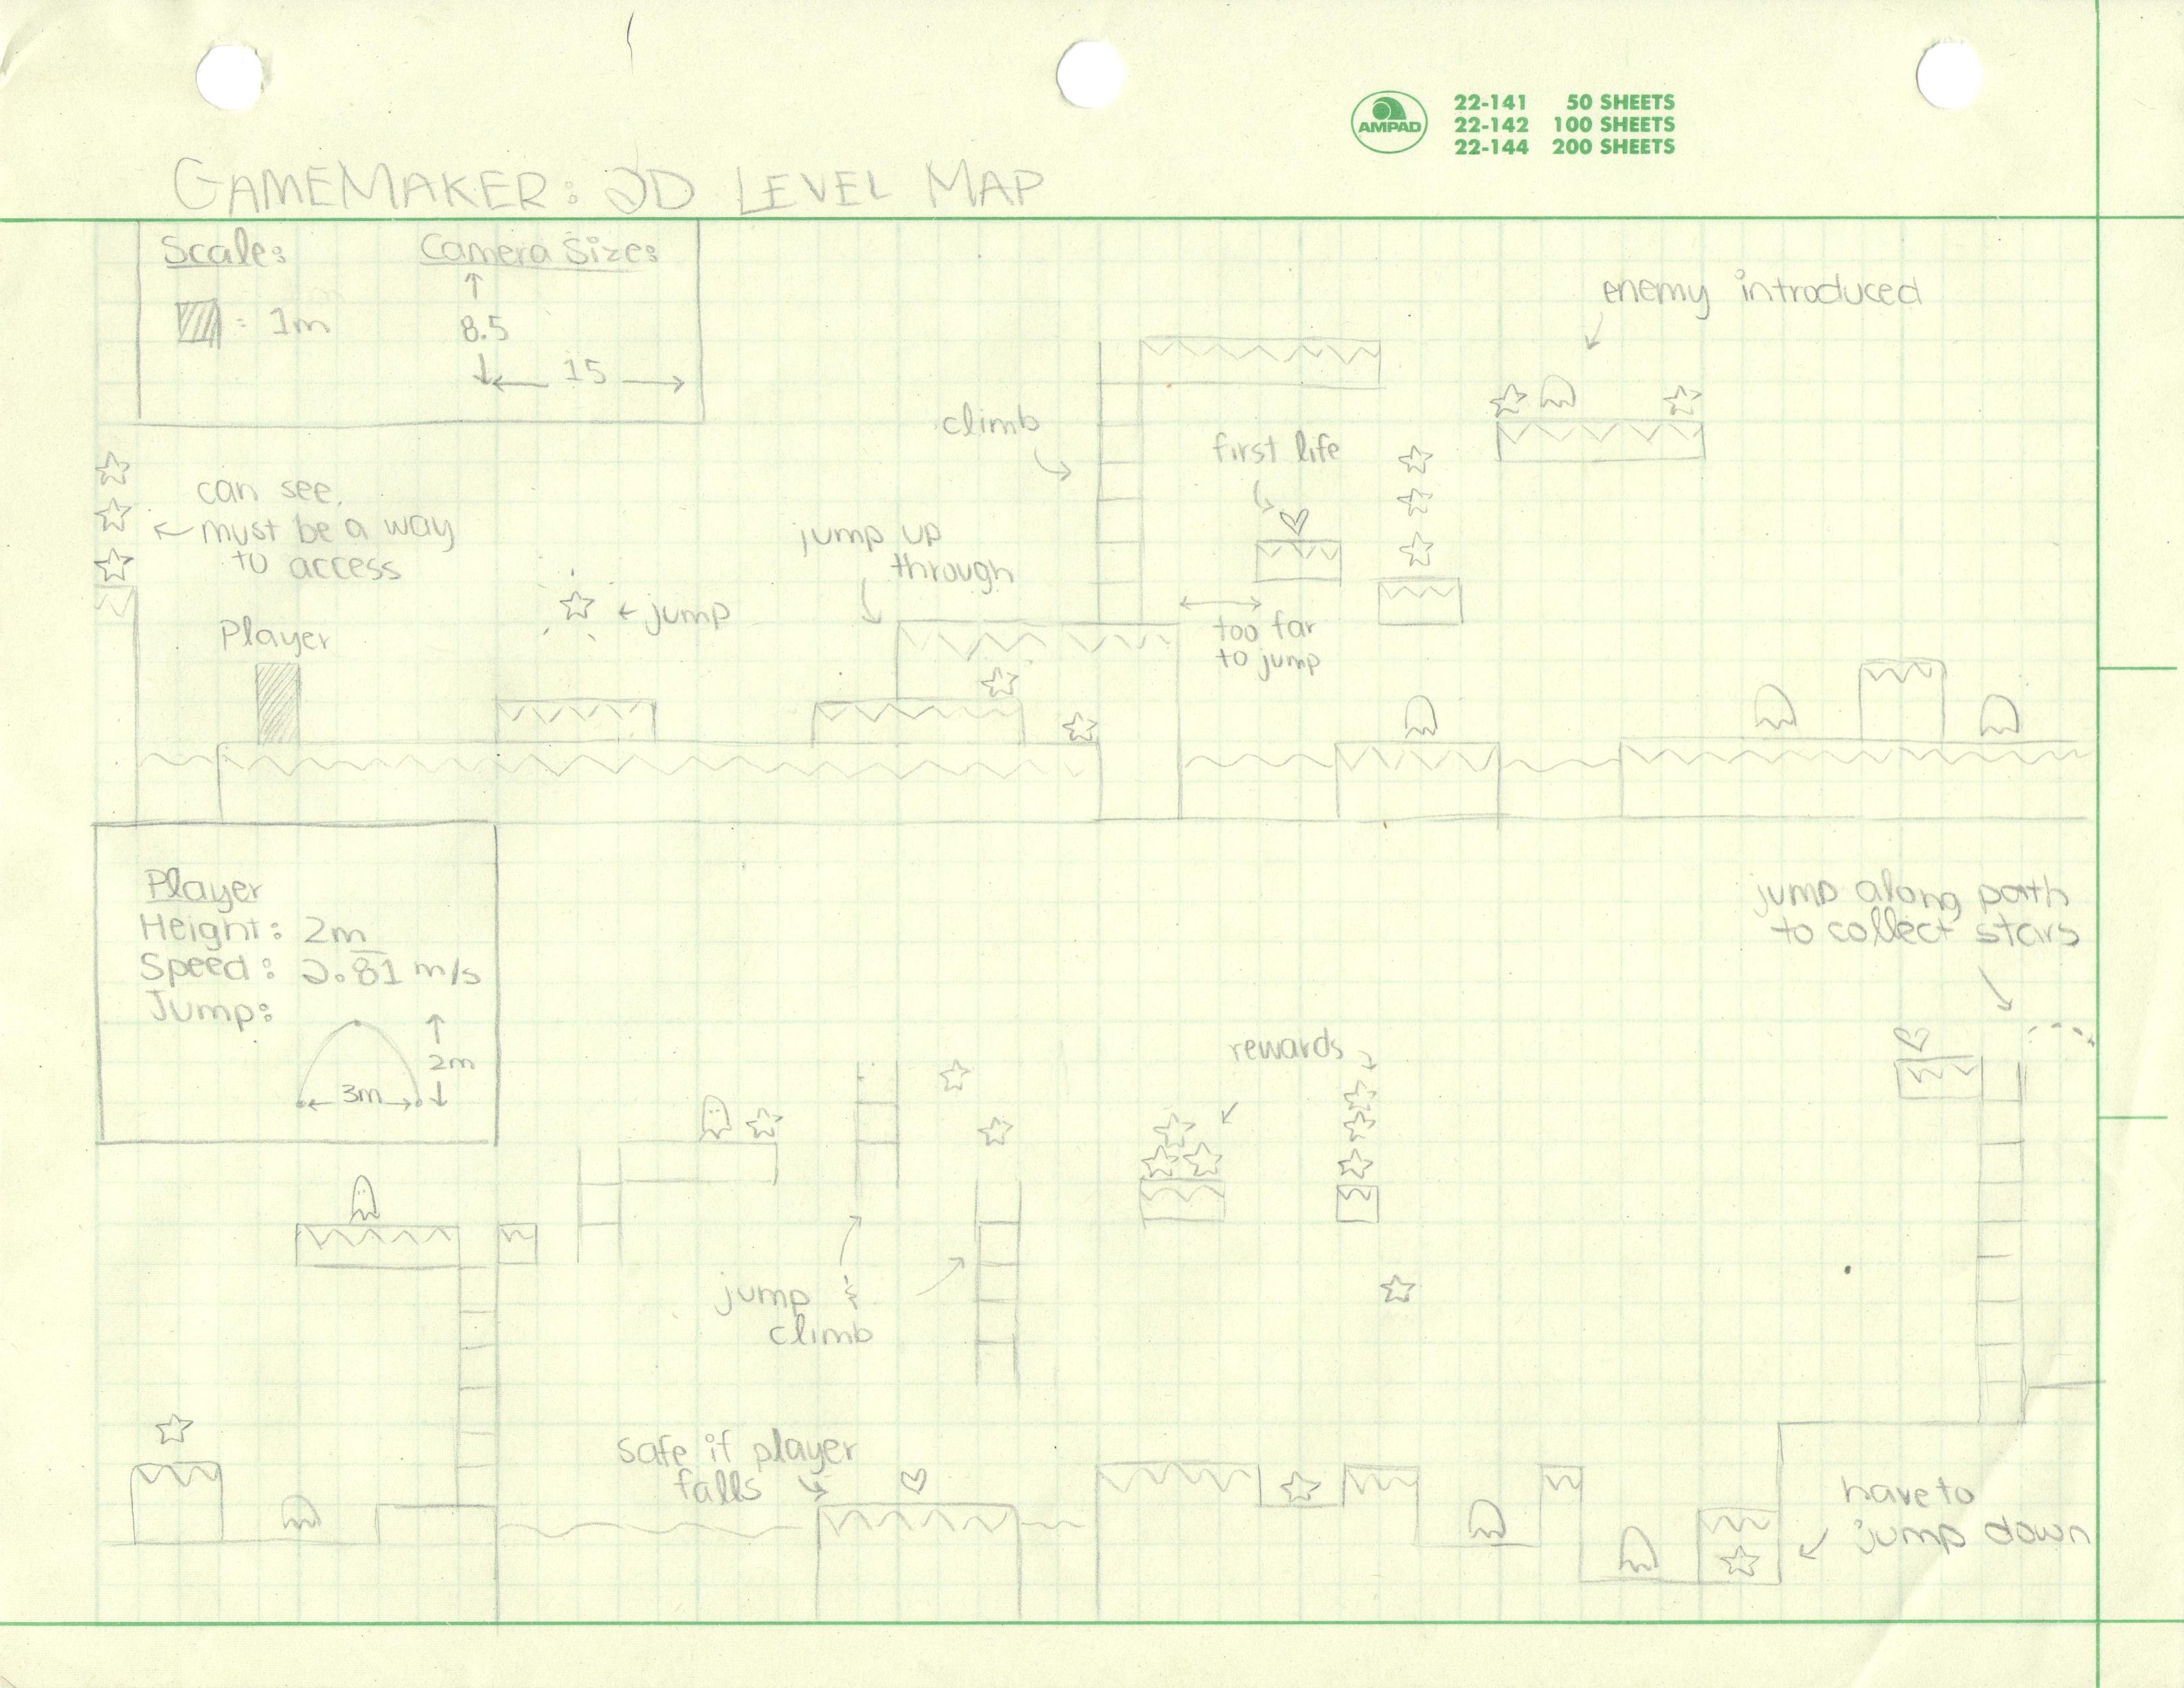 AMPAD
22-141 50 SHEETS
22-142 100 SHEETS
22-144 200 SHEETS
GAMEMAKER: 2D LEVEL MAP
Scale:
= 1m
Camera Size:
8.5
15
enemy introduced
climb
first life
can see.
must be a way
to access
jump up
through
jump
Player
too far
to jump
Player
Height: 2m
Speed: 2.81 m/s
Jump:
2m
3m
jump along path
to collect stars
rewards
jump &
climb
safe if player
falls
have to
jump down